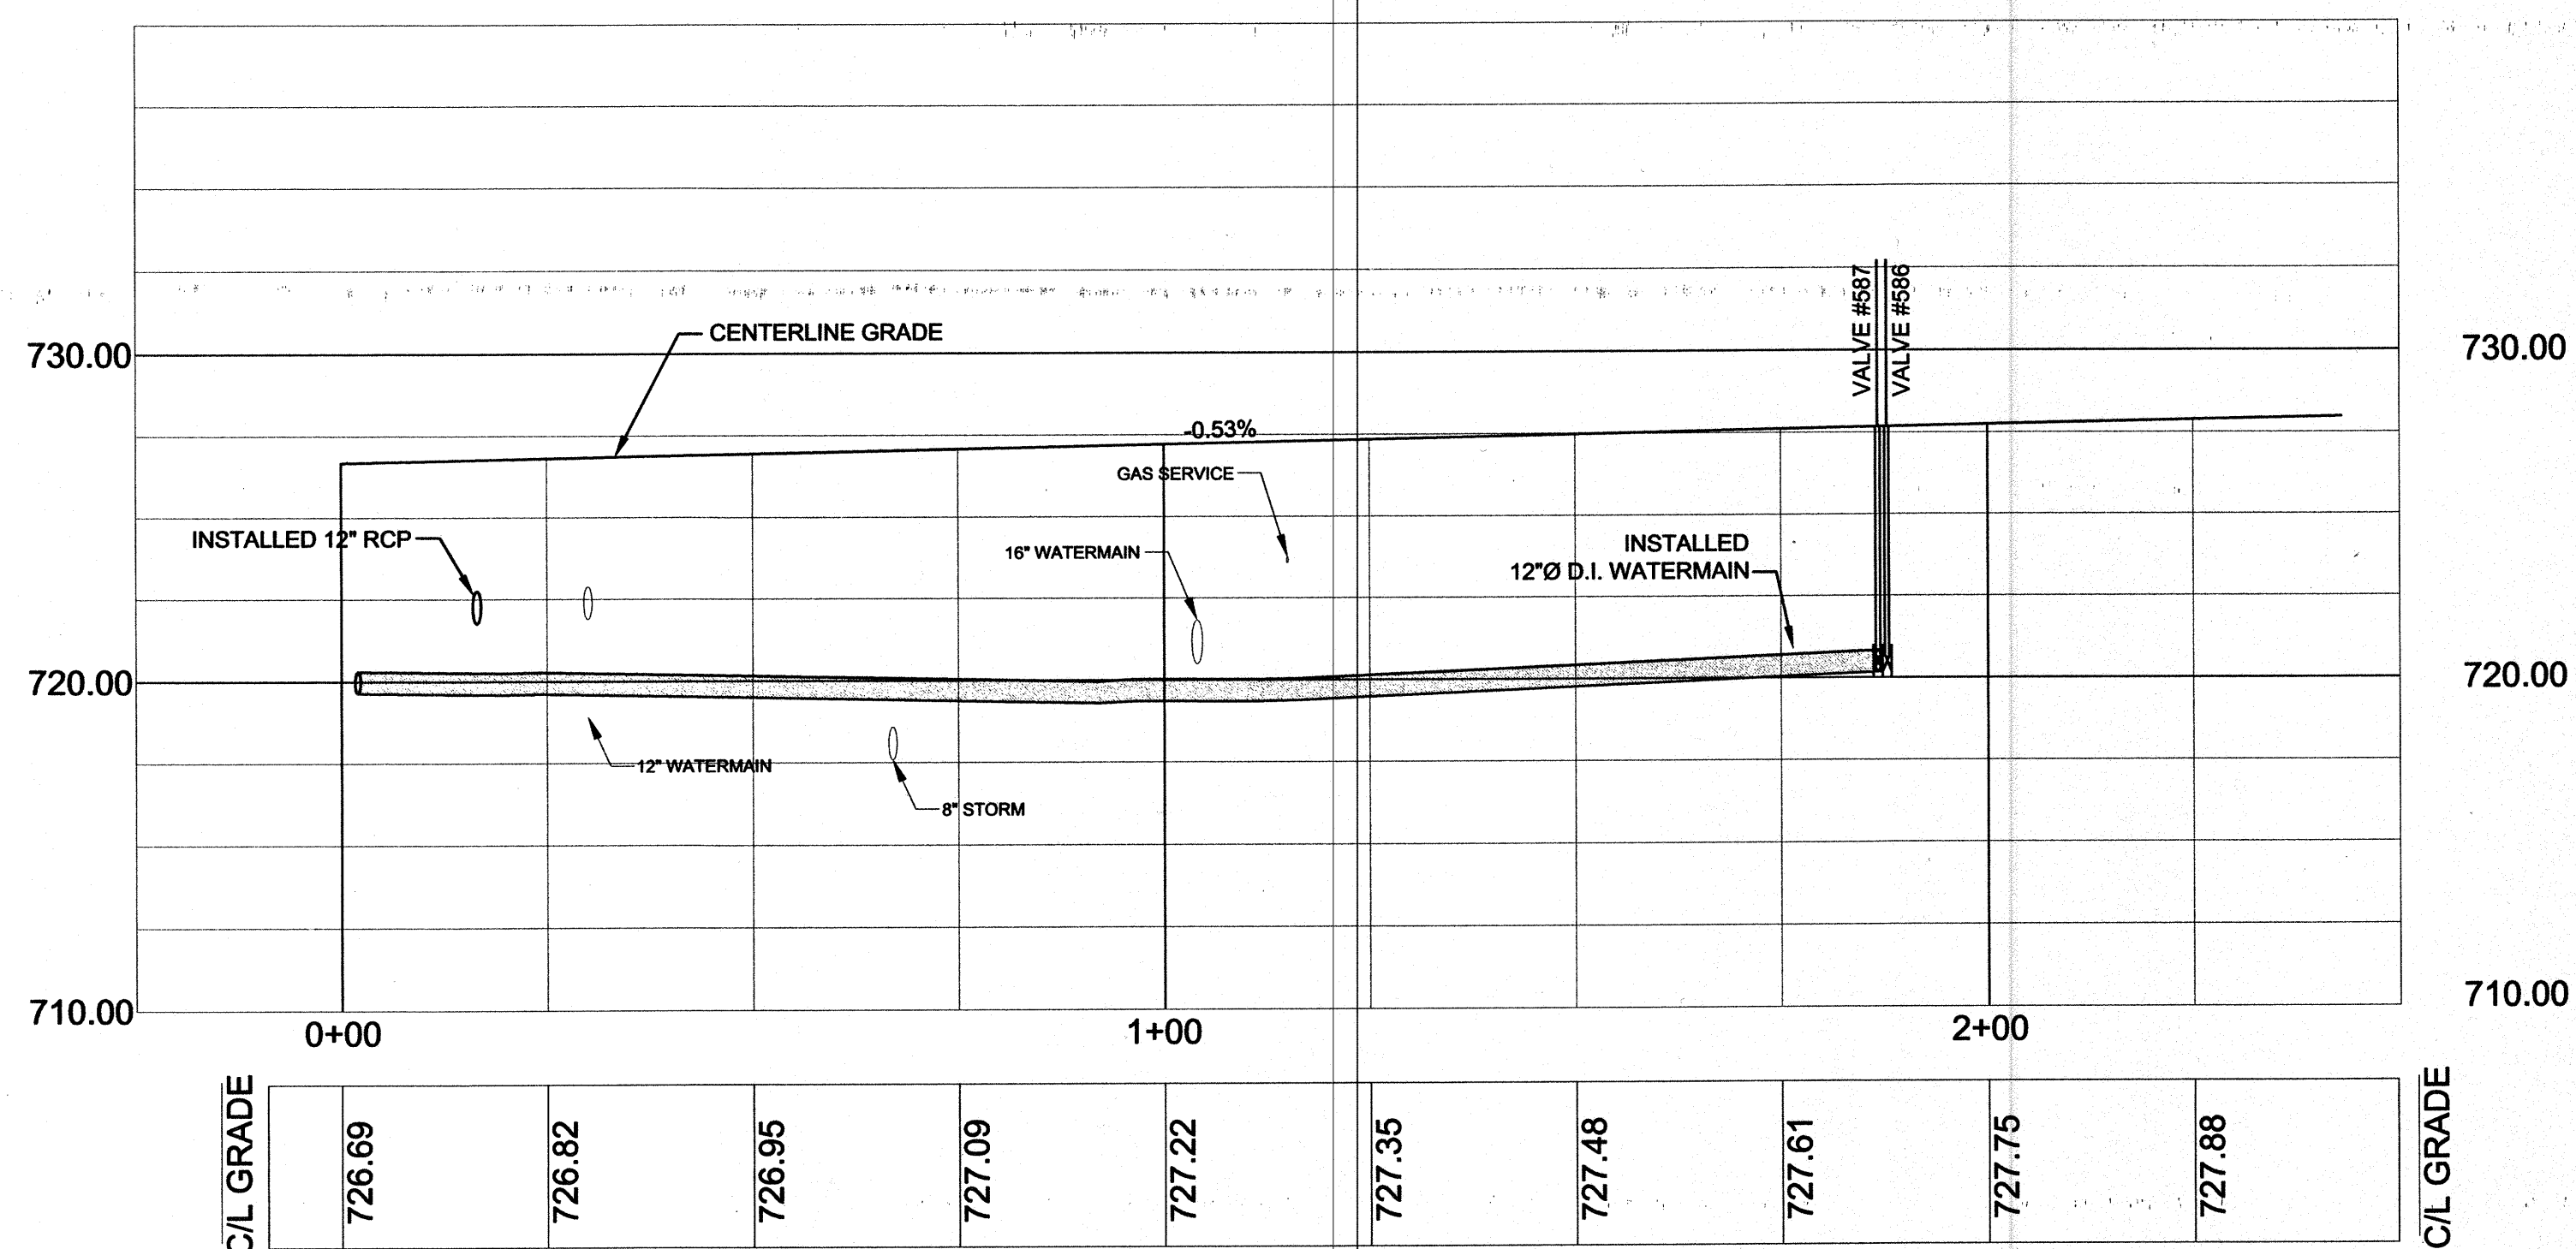 VALVE #587
VALVE #586
CENTERLINE GRADE
730.00
730.00
-0.53%
GAS SERVICE
INSTALLED 12" RCP
16" WATERMAIN
INSTALLED
12"Ø D.I. WATERMAIN
720.00
720.00
12" WATERMAIN
8" STORM
710.00
710.00
0+00
1+00
2+00
C/L GRADE
726.69
726.82
726.95
727.09
727.22
727.35
727.48
727.61
727.75
727.88
C/L GRADE